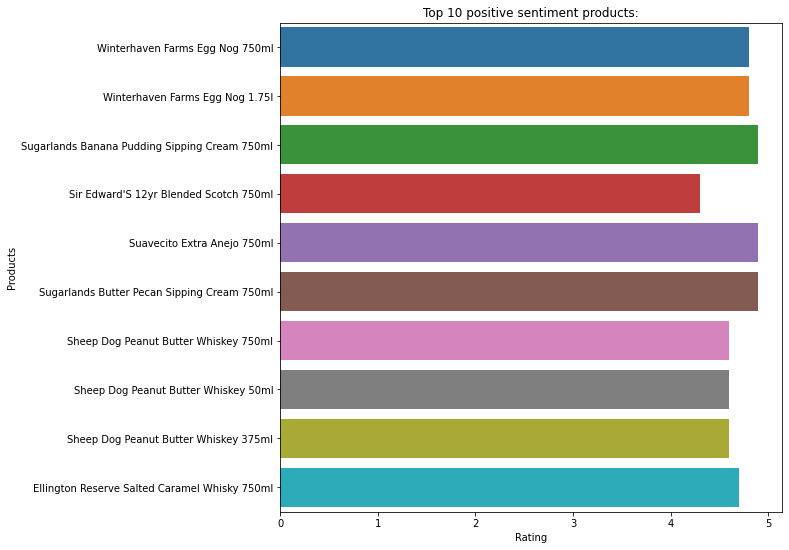 Top 10 positive sentiment products:
Winterhaven Farms Egg Nog 750ml
Winterhaven Farms Egg Nog 1.75l
Sugarlands Banana Pudding Sipping Cream 750ml
Sir Edward'S 12yr Blended Scotch 750ml
Suavecito Extra Anejo 750ml
Sugarlands Butter Pecan Sipping Cream 750ml
Sheep Dog Peanut Butter Whiskey 750ml
Sheep Dog Peanut Butter Whiskey 50ml
Sheep Dog Peanut Butter Whiskey 375ml
Ellington Reserve Salted Caramel Whisky 750ml
Products
0 1 2 3 4 5
Rating